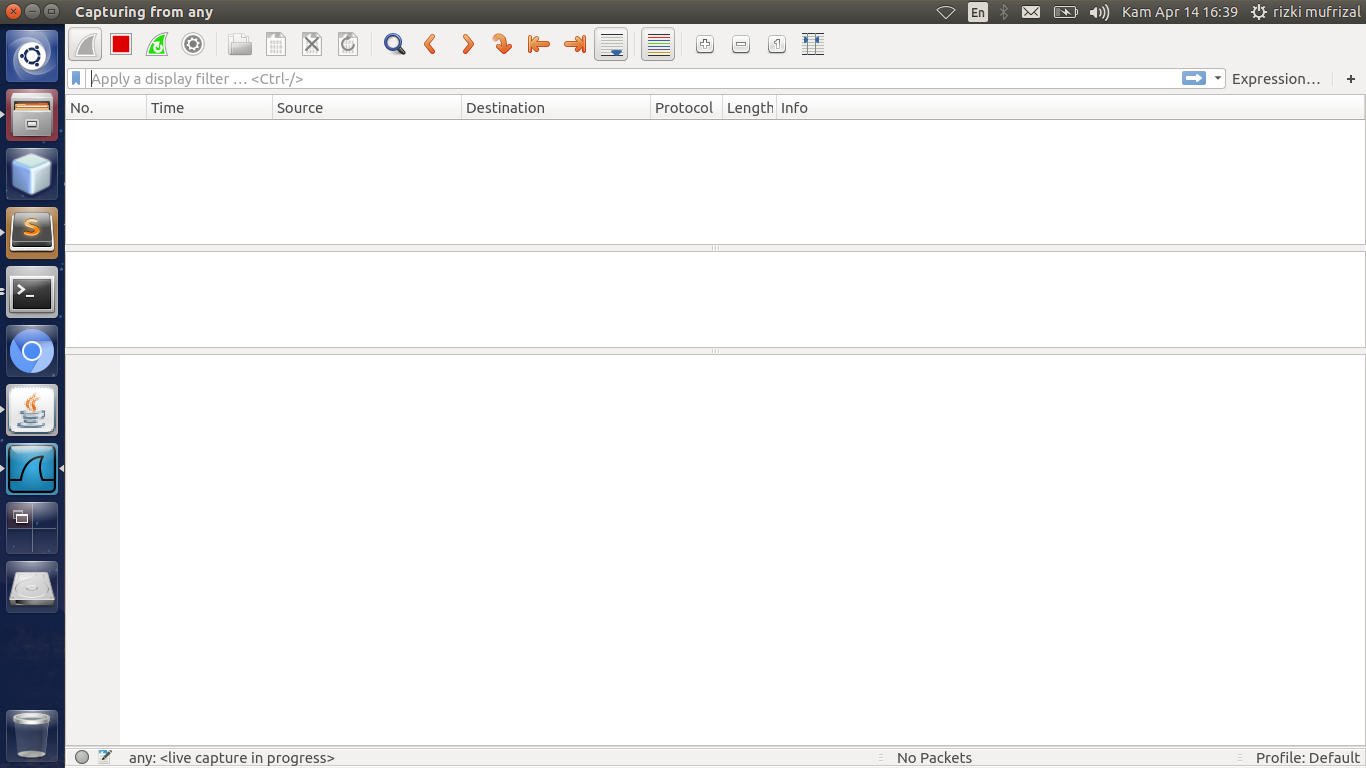 Capturing from any
En
Kam Apr 14 16:39
rizki mufrizal
Apply a display filter … <Ctrl-/>
Expression…
+
No. Time Source Destination Protocol Length Info
any: <live capture in progress>
No Packets
Profile: Default